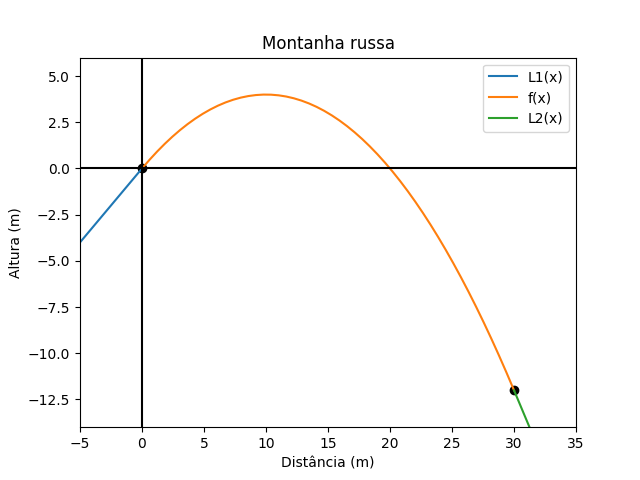 Montanha russa
L1(x)
f(x)
L2(x)
5.0
2.5
0.0
−2.5
−5.0
−7.5
−10.0
−12.5
Altura (m)
−5
0
5
10
15
20
25
30
35
Distância (m)